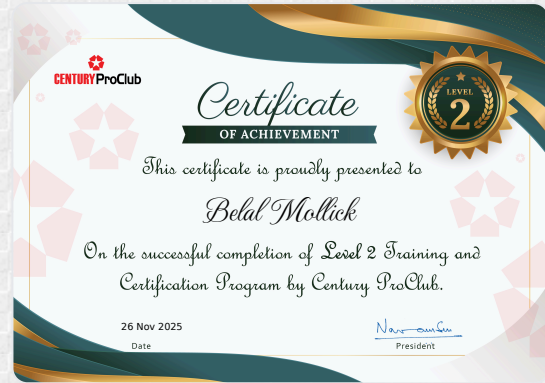 CENTURY ProClub
Certificate
OF ACHIEVEMENT
LEVEL
2
This certificate is proudly presented to
Belal Mollick
On the successful completion of Level 2 Training and
Certification Program by Century ProClub.
26 Nov 2025
Date
President